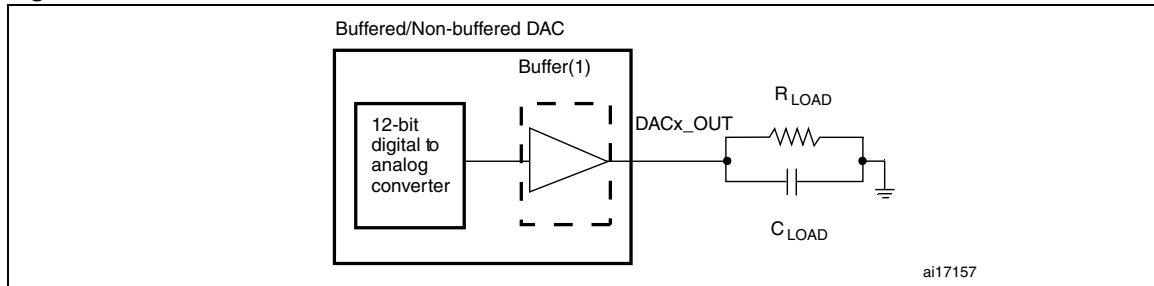 Buffered/Non-buffered DAC
Buffer(1)
12-bit
digital to
analog
converter
DACx_OUT
R LOAD
C LOAD
ai17157